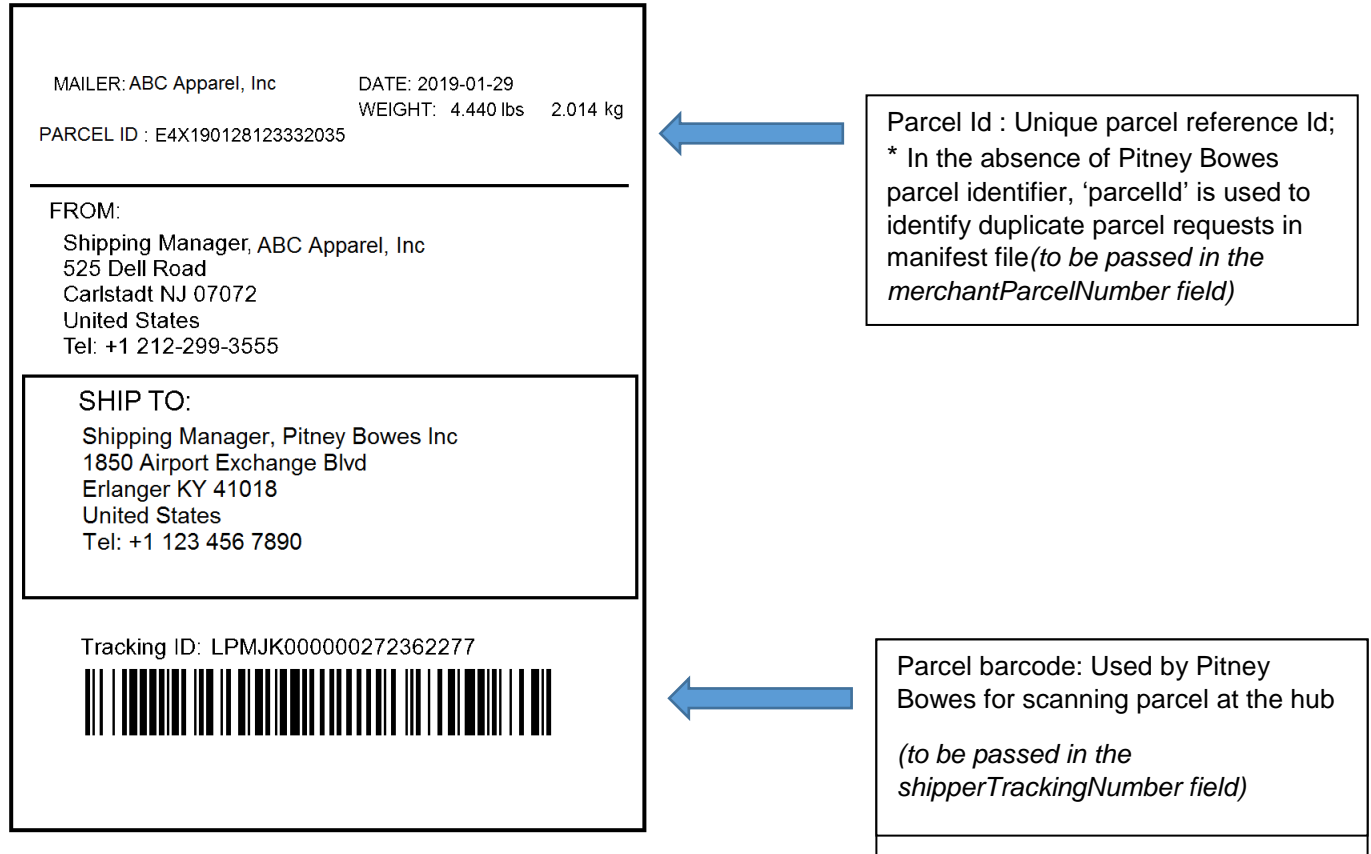 MAILER: ABC Apparel, Inc DATE: 2019-01-29
WEIGHT: 4.440 lbs 2.014 kg
PARCEL ID : E4X190128123332035
FROM:
Shipping Manager, ABC Apparel, Inc
525 Dell Road
Carlstadt NJ 07072
United States
Tel: +1 212-299-3555
SHIP TO:
Shipping Manager, Pitney Bowes Inc
1850 Airport Exchange Blvd
Erlanger KY 41018
United States
Tel: +1 123 456 7890
Tracking ID: LPMJK000000272362277
Parcel Id : Unique parcel reference Id;
* In the absence of Pitney Bowes
parcel identifier, ‘parcelId’ is used to
identify duplicate parcel requests in
manifest file(to be passed in the
merchantParcelNumber field)
Parcel barcode: Used by Pitney
Bowes for scanning parcel at the hub
(to be passed in the
shipperTrackingNumber field)